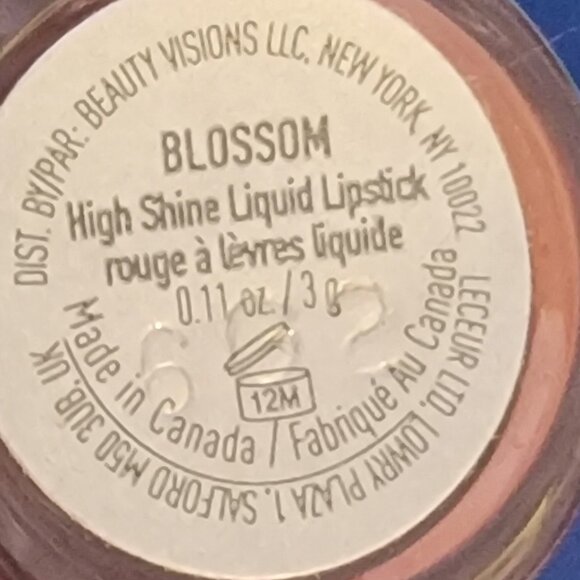 DIST. BY/PAR: BEAUTY VISIONS LLC, NEW YORK, NY 10022
BLOSSOM
High Shine Liquid Lipstick
rouge à lèvres liquide
0.11 oz. / 3 g
12M
Made in Canada / Fabriqué Au Canada
LECEUR LTD. LOWRY PLAZA 1, SALFORD M50 3UB, UK